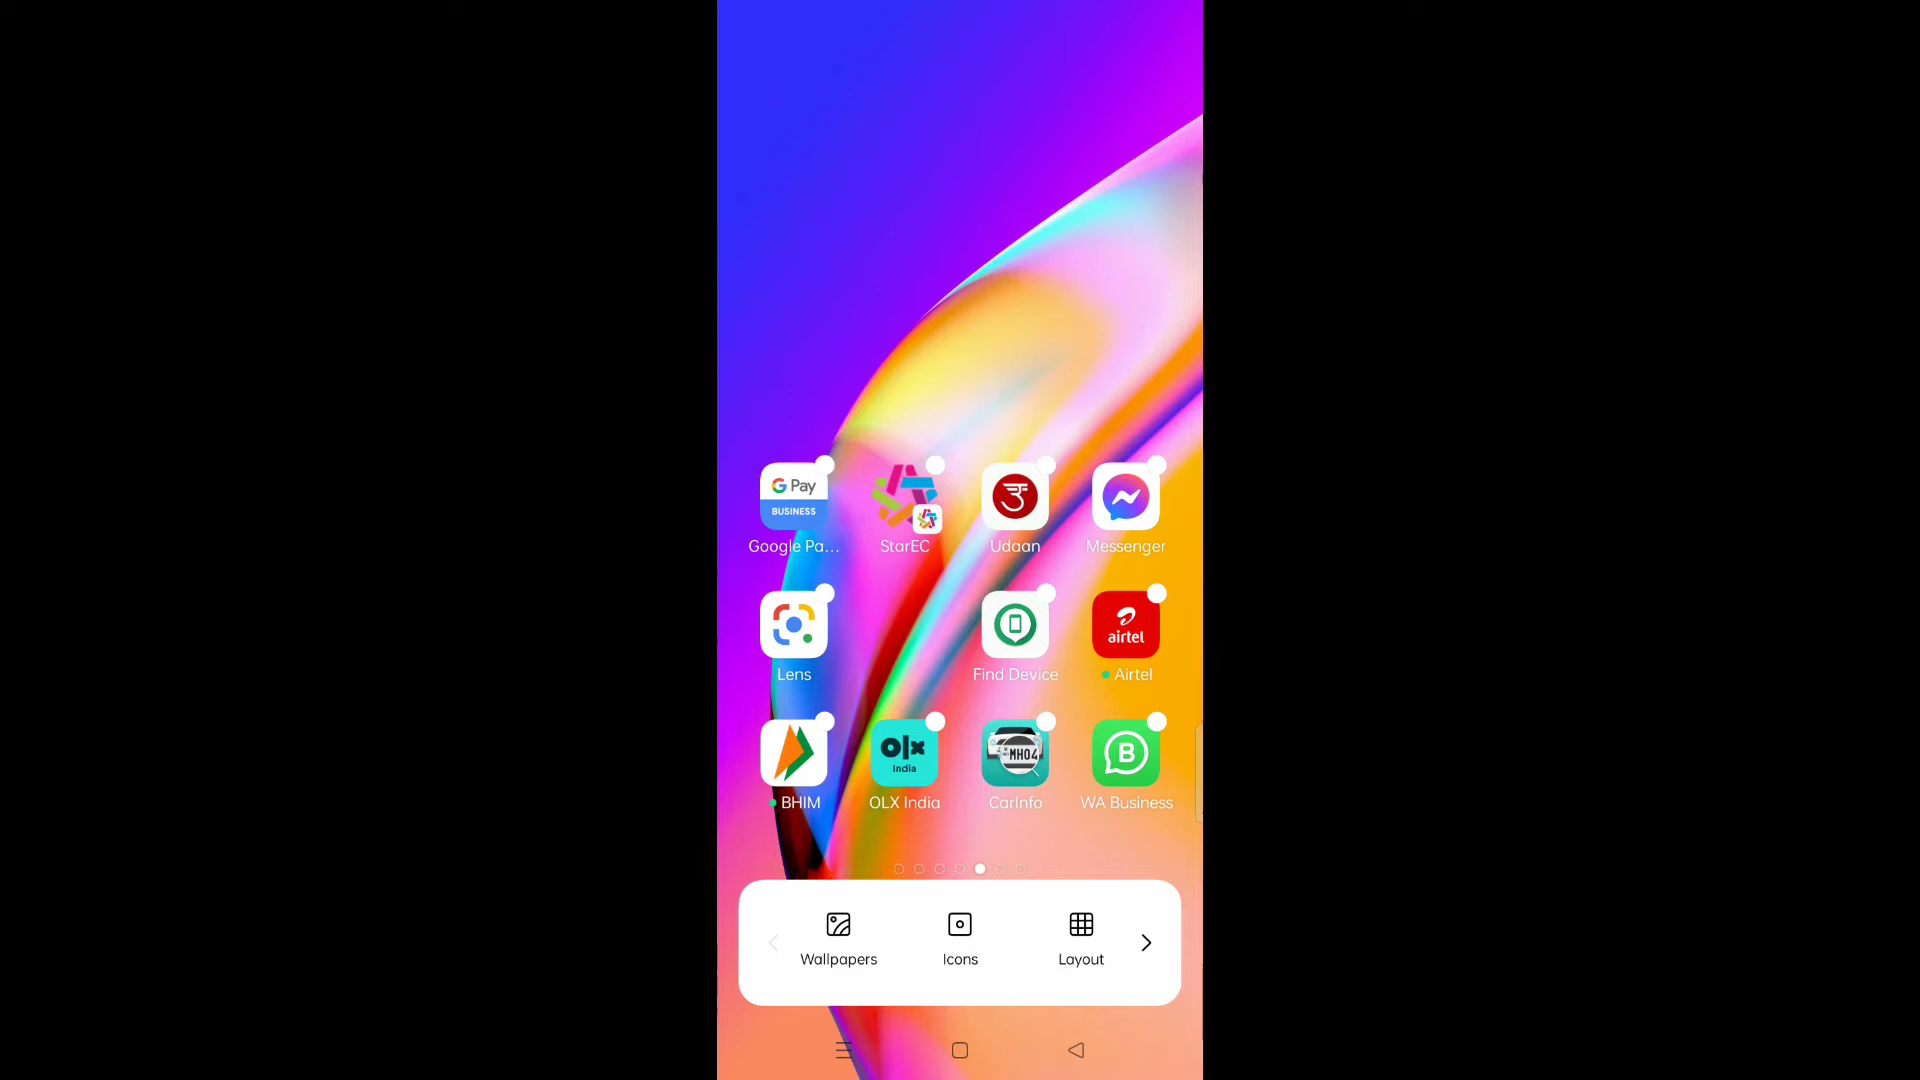 G Pay
BUSINESS
Google Pa...
StarEC
उ
Udaan
Messenger
Lens
Find Device
airtel
Airtel
BHIM
olx
India
OLX India
MH04
CarInfo
B
WA Business
Wallpapers
Icons
Layout